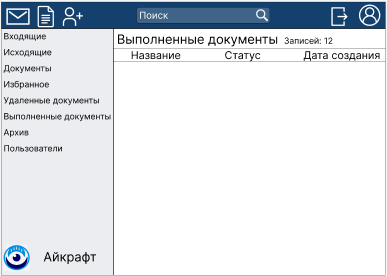 Поиск
Входящие
Исходящие
Документы
Избранное
Удаленные документы
Выполненные документы
Архив
Пользователи
Айкрафт
Выполненные документы Записей: 12
Название Статус Дата создания